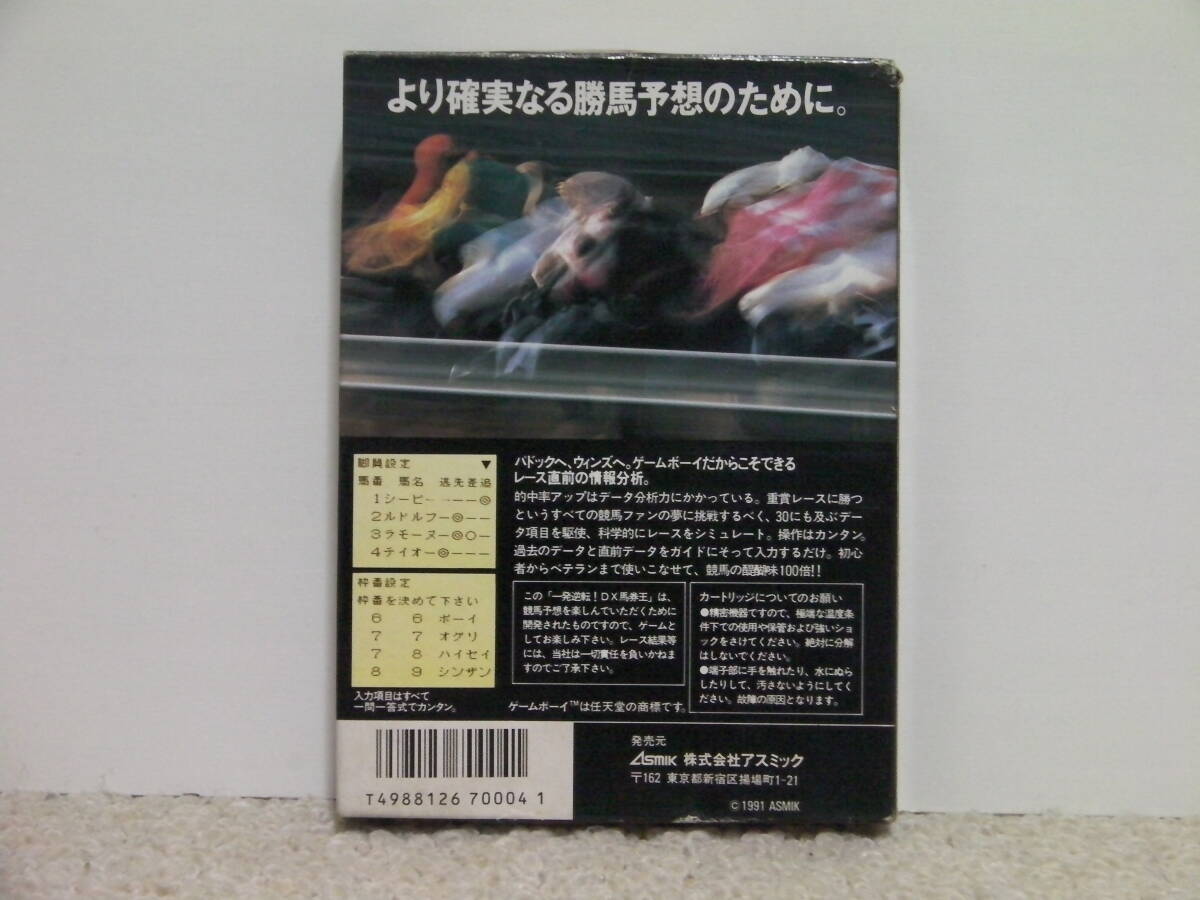 より確実なる勝馬予想のために。
脚質設定 ▼
馬番 馬名 逃先差追
1シービー---◎
2ルドルフ-◎--
3ラモーヌ-◎○-
4テイオー◎---
枠番設定
枠番を決めて下さい
6 6 ボーイ
7 7 オグリ
7 8 ハイセイ
8 9 シンザン
入力項目はすべて
一問一答式でカンタン。
パドックへ、ウィンズへ。ゲームボーイだからこそできる
レース直前の情報分析。
的中率アップはデータ分析力にかかっている。重賞レースに勝つ
というすべての競馬ファンの夢に挑戦するべく、30にも及ぶデー
タ項目を駆使、科学的にレースをシミュレート。操作はカンタン。
過去のデータと直前データをガイドにそって入力するだけ。初心
者からベテランまで使いこなせて、競馬の醍醐味100倍!!
この「一発逆転!DX馬券王」は、
競馬予想を楽しんでいただくために
開発されたものですので、ゲームと
してお楽しみ下さい。レース結果等
には、当社は一切責任を負いかねま
すのでご了承下さい。
カートリッジについてのお願い
●精密機器ですので、極端な温度条
件下での使用や保管および強いショ
ックをさけてください。絶対に分解
はしないでください。
●端子部に手を触れたり、水にぬら
したりして、汚さないようにしてく
ださい。故障の原因となります。
ゲームボーイ™は任天堂の商標です。
発売元
ASMIK 株式会社アスミック
〒162 東京都新宿区揚場町1-21
T4988126 70004 1
© 1991 ASMIK